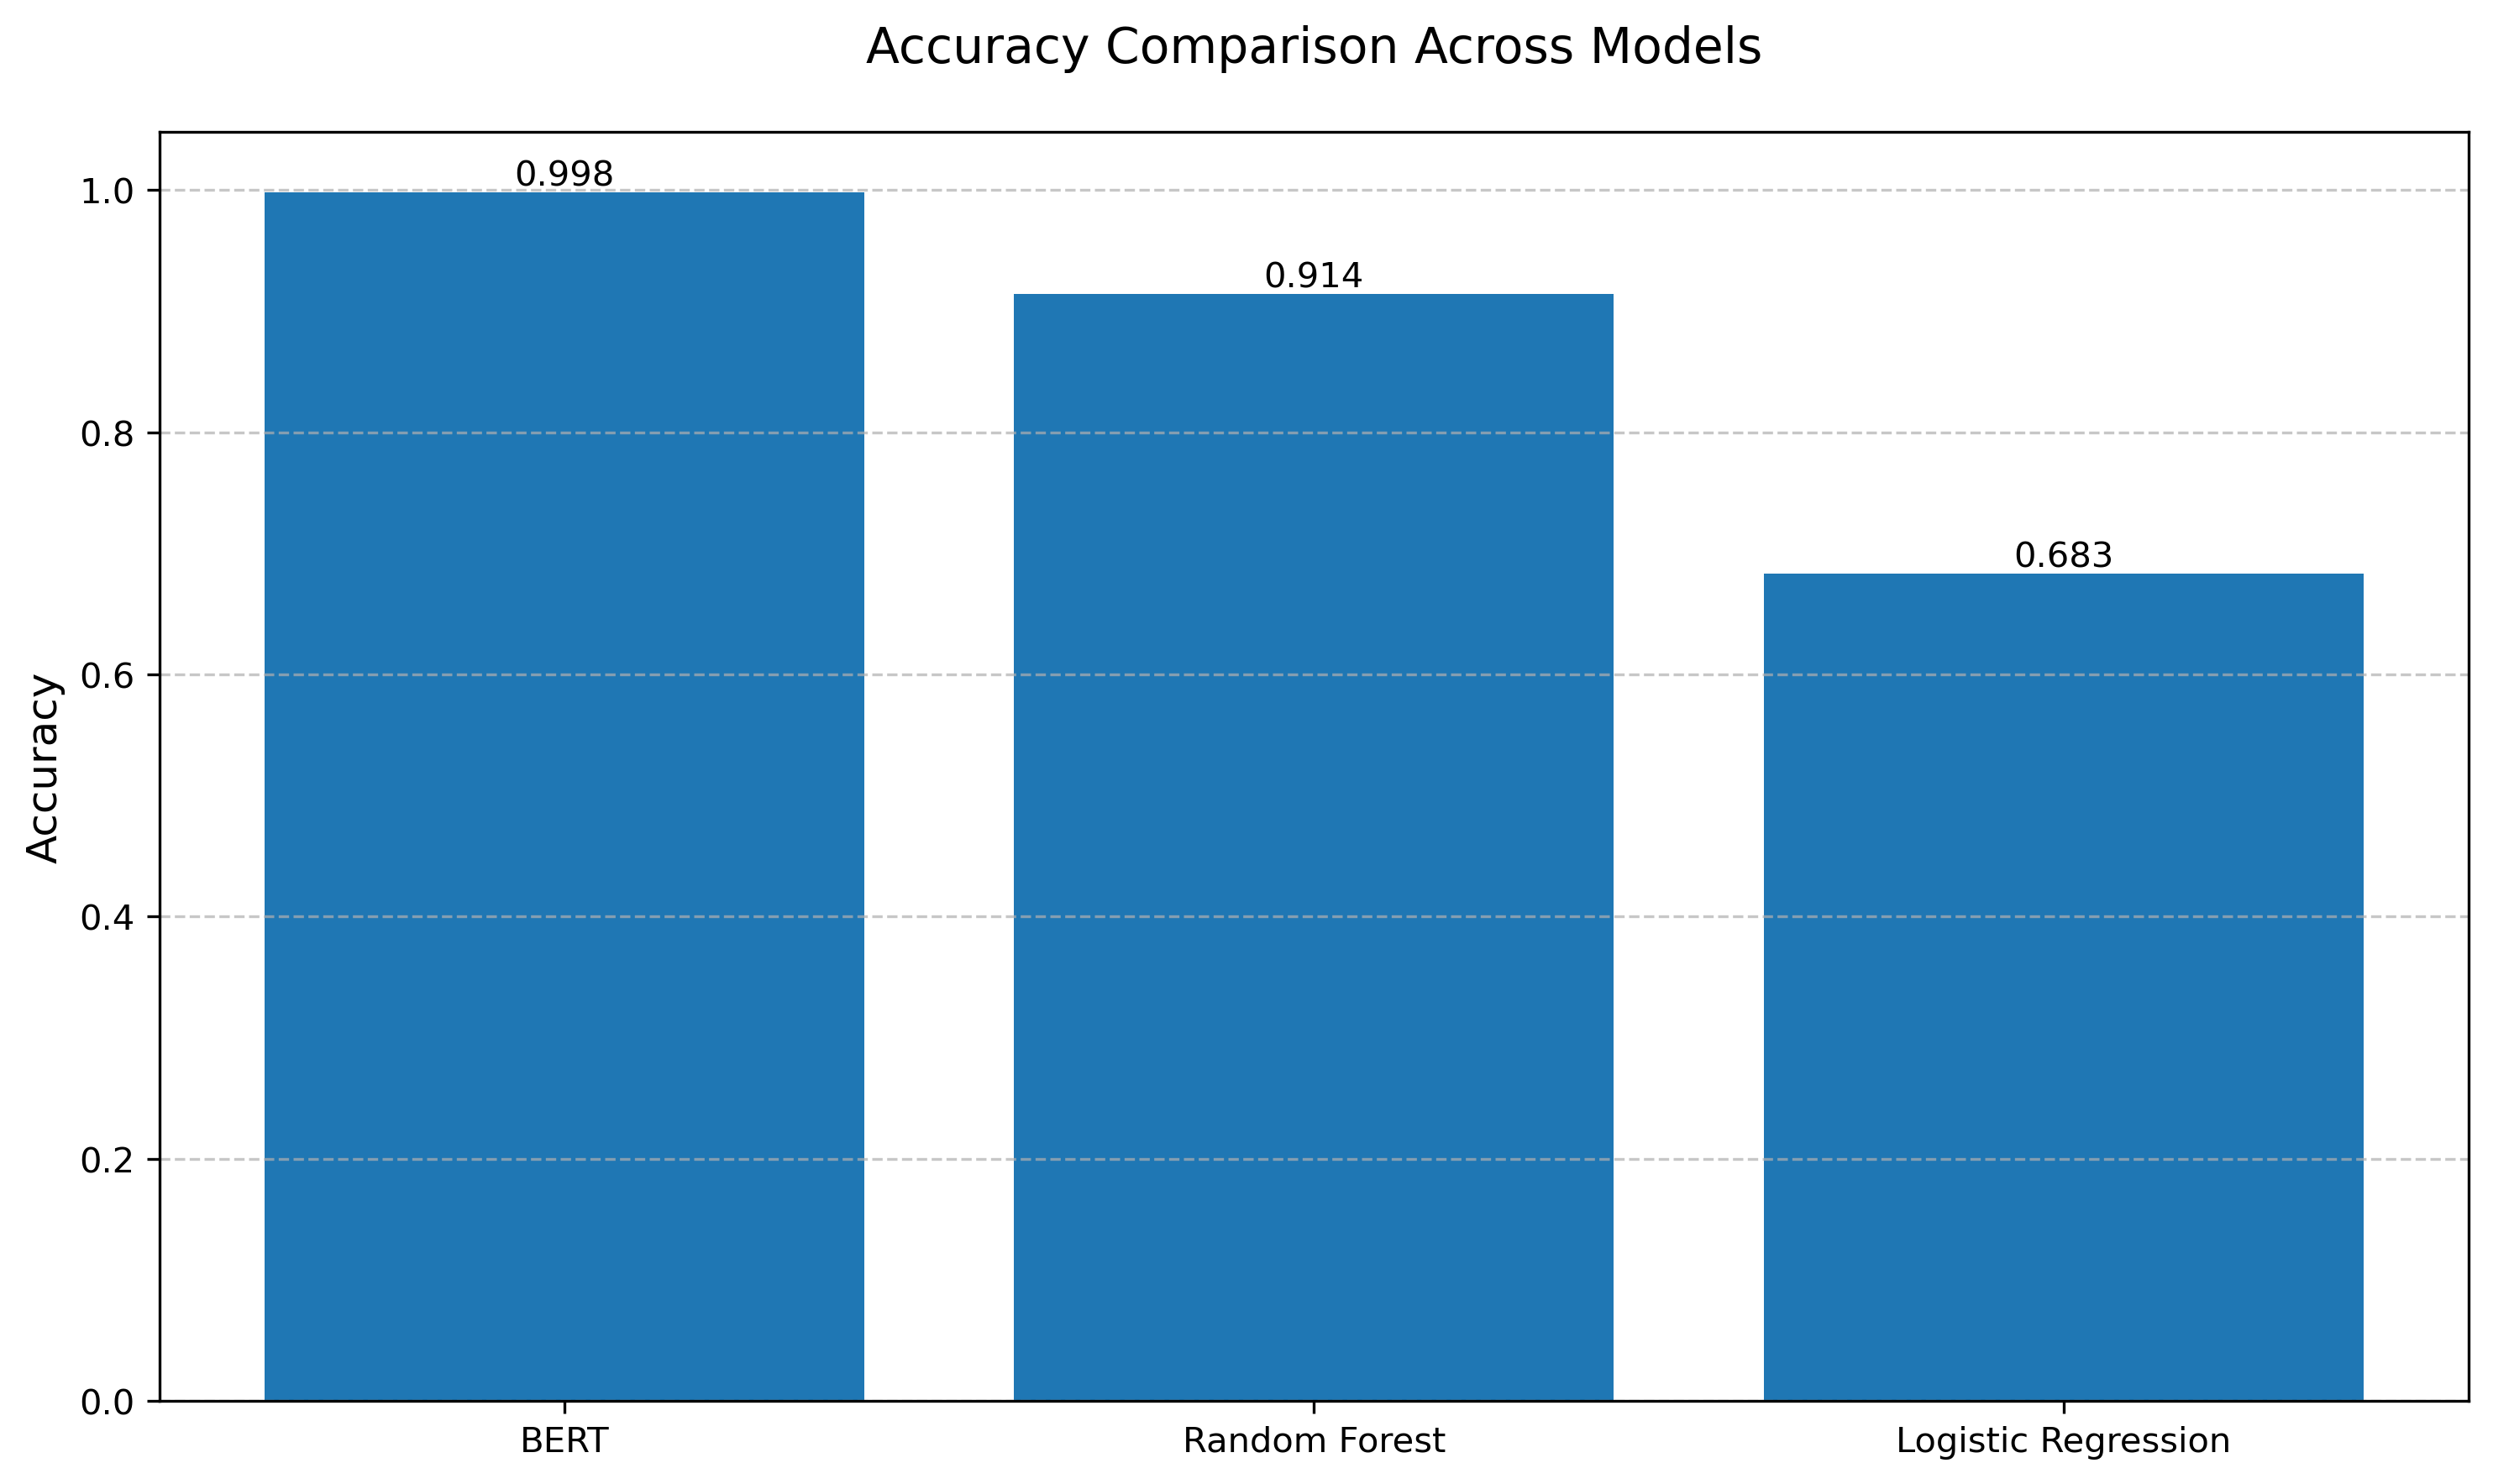 Accuracy Comparison Across Models
Accuracy
1.0
0.8
0.6
0.4
0.2
0.0
0.998
0.914
0.683
BERT
Random Forest
Logistic Regression